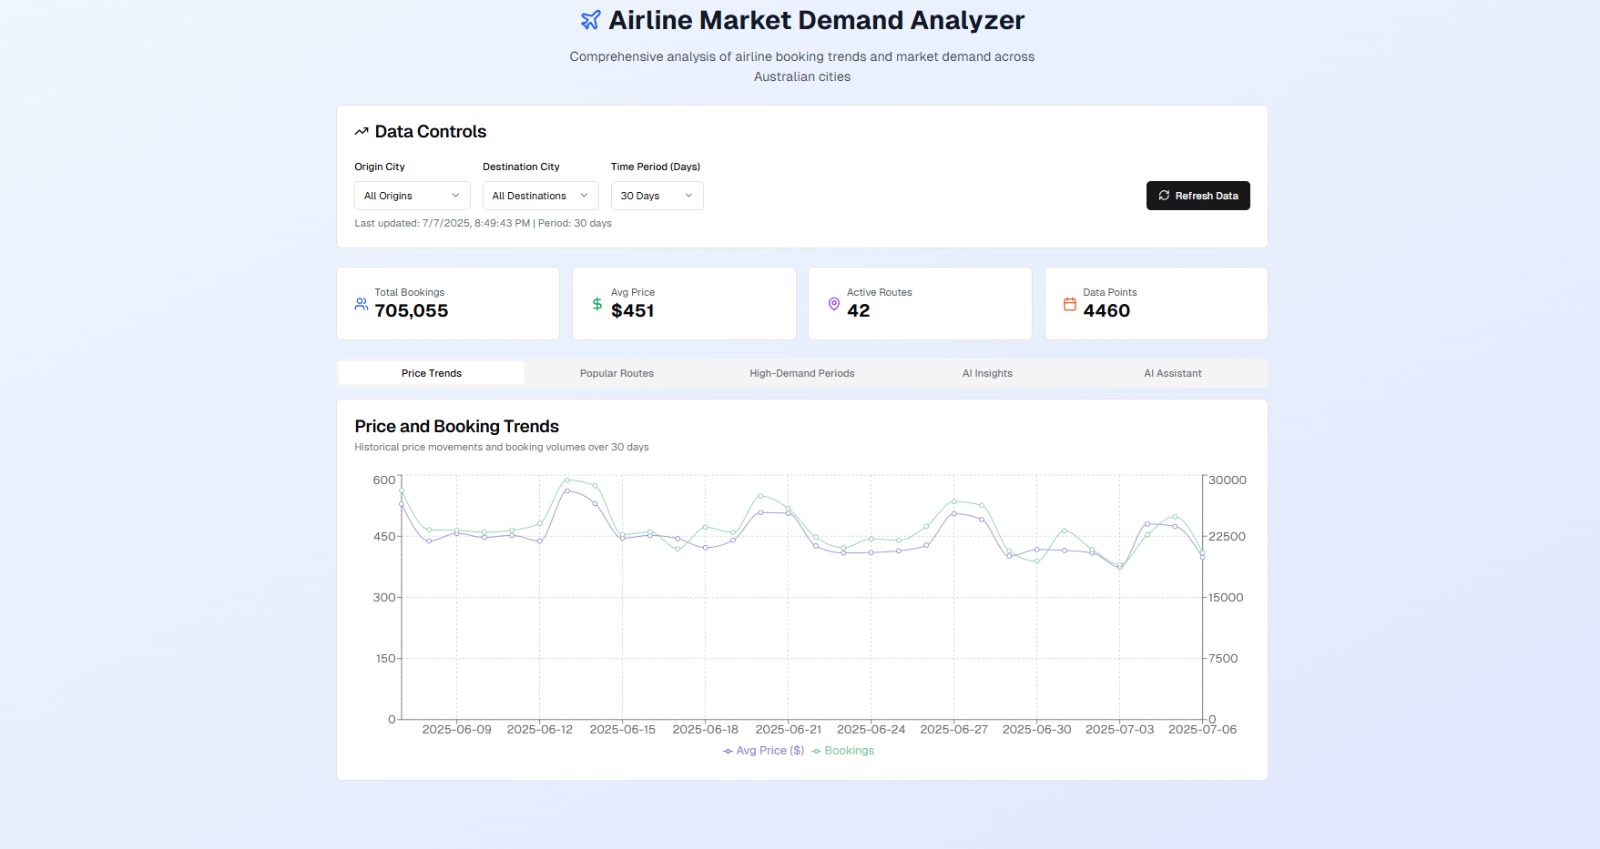 Airline Market Demand Analyzer
Comprehensive analysis of airline booking trends and market demand across
Australian cities
Data Controls
Origin City Destination City Time Period (Days)
All Origins All Destinations 30 Days Refresh Data
Last updated: 7/7/2025, 8:49:43 PM | Period: 30 days
Total Bookings
705,055
Avg Price
$451
Active Routes
42
Data Points
4460
Price Trends Popular Routes High-Demand Periods AI Insights AI Assistant
Price and Booking Trends
Historical price movements and booking volumes over 30 days
600 30000
450 22500
300 15000
150 7500
0 0
2025-06-09 2025-06-12 2025-06-15 2025-06-18 2025-06-21 2025-06-24 2025-06-27 2025-06-30 2025-07-03 2025-07-06
Avg Price ($) Bookings